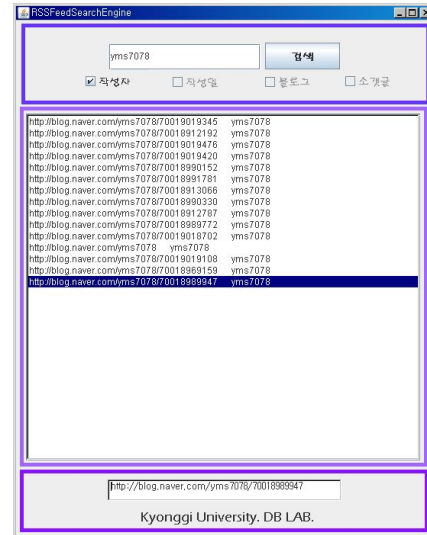 RSSFeedSearchEngine
yms7078 검색
작성자 작성일 블로그 소갯글
http://blog.naver.com/yms7078/70019019345 yms7078
http://blog.naver.com/yms7078/70018912192 yms7078
http://blog.naver.com/yms7078/70019019476 yms7078
http://blog.naver.com/yms7078/70019019420 yms7078
http://blog.naver.com/yms7078/70018990152 yms7078
http://blog.naver.com/yms7078/70018991781 yms7078
http://blog.naver.com/yms7078/70018913066 yms7078
http://blog.naver.com/yms7078/70018990330 yms7078
http://blog.naver.com/yms7078/70018912787 yms7078
http://blog.naver.com/yms7078/70018989772 yms7078
http://blog.naver.com/yms7078/70019018702 yms7078
http://blog.naver.com/yms7078 yms7078
http://blog.naver.com/yms7078/70019019108 yms7078
http://blog.naver.com/yms7078/70018969159 yms7078
http://blog.naver.com/yms7078/70018989947 yms7078
http://blog.naver.com/yms7078/70018989947
Kyonggi University. DB LAB.